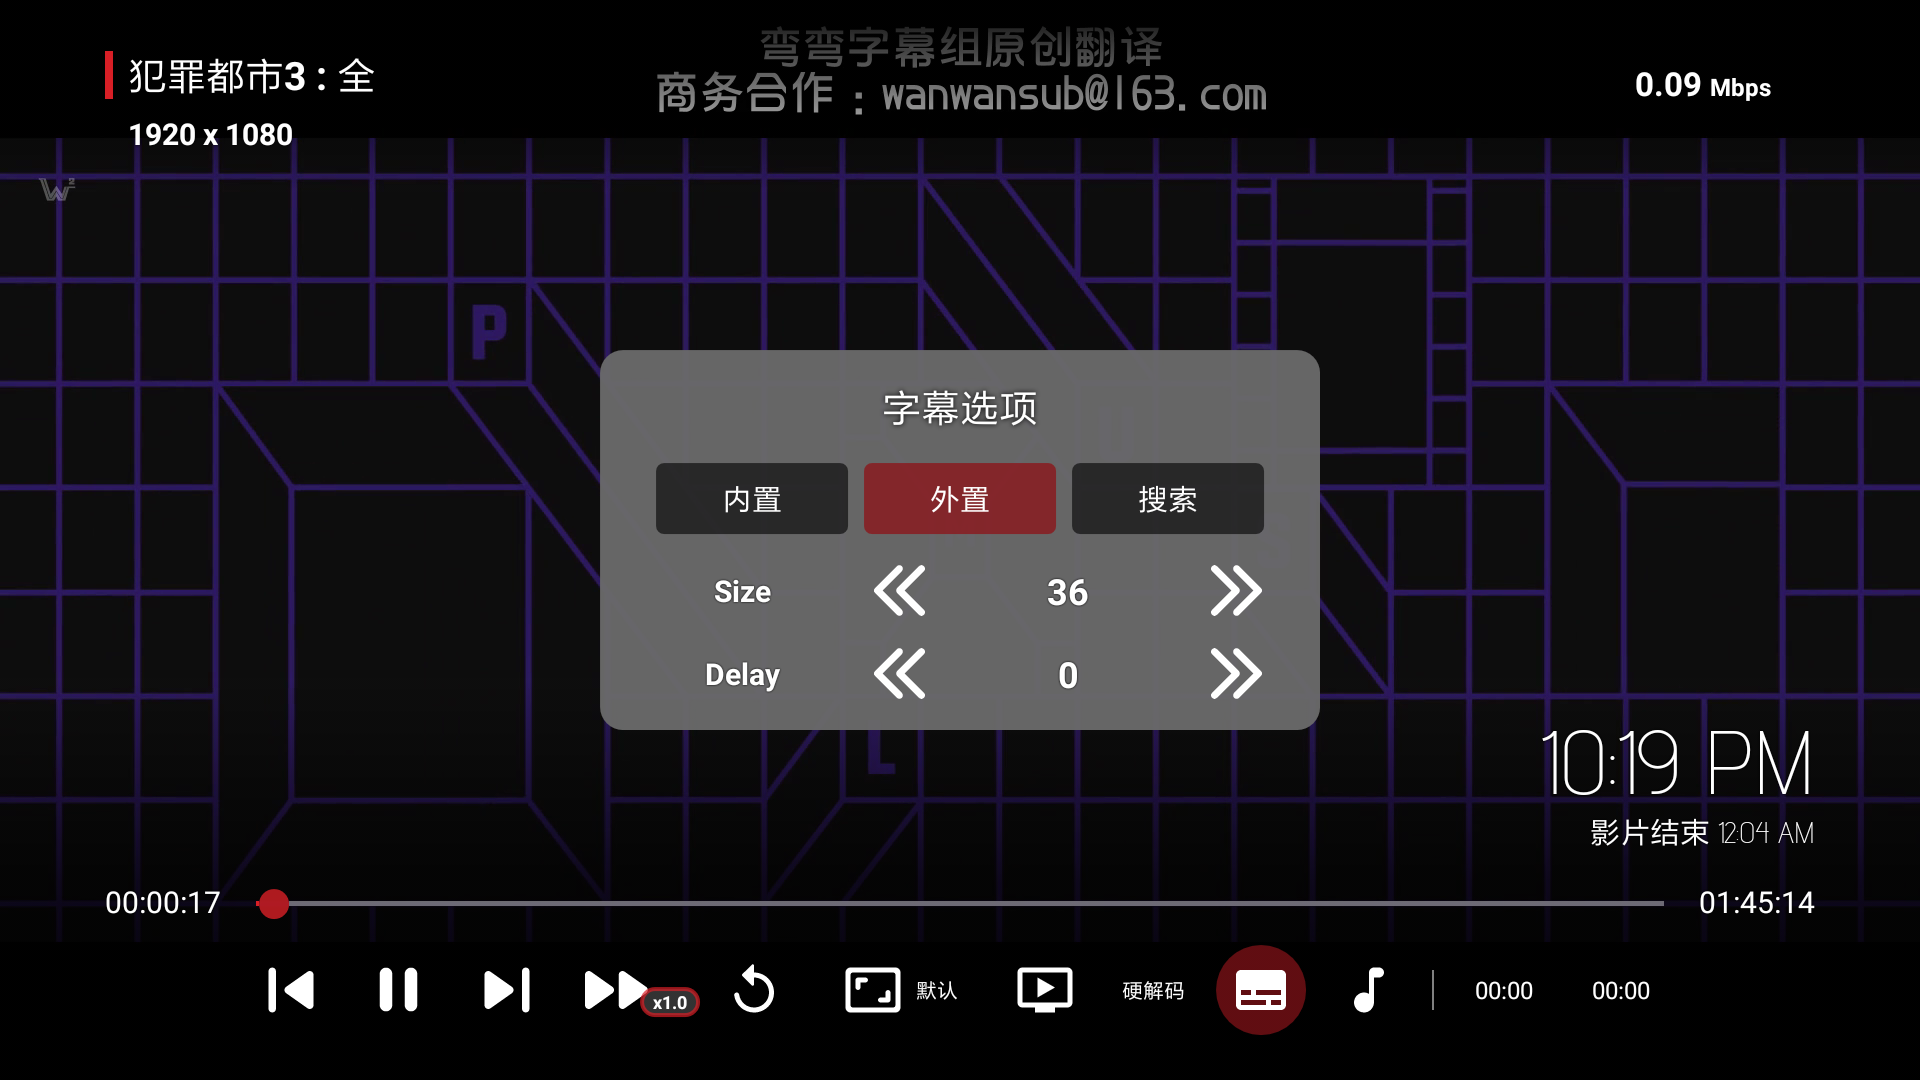 弯弯字幕组原创翻译
商务合作：wanwansub@163.com
犯罪都市3 : 全
0.09 Mbps
1920 x 1080
W²
P
字幕选项
内置 外置 搜索
Size 36
Delay 0
L
10:19 PM
影片结束 12:04 AM
00:00:17 01:45:14
x1.0 默认 硬解码 00:00 00:00